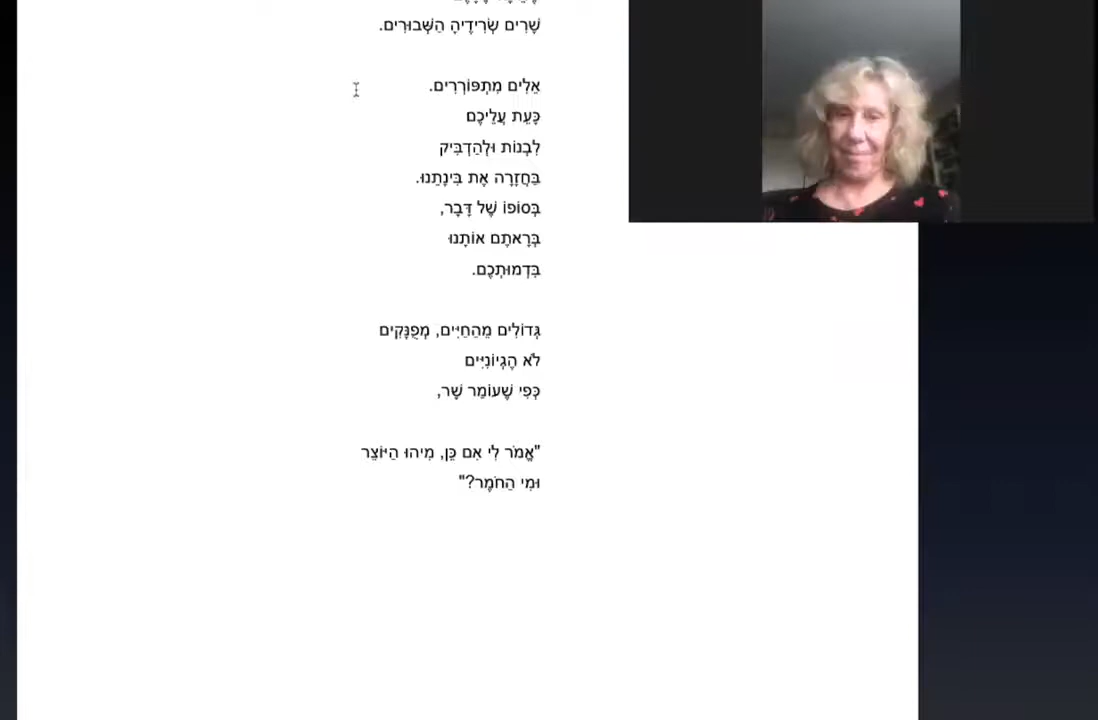 שָׁרִים שְׂרִידֶיהָ הַשְּׁבוּרִים.
אֵלִים מִתְפּוֹרְרִים.
כָּעֵת עֲלֵיכֶם
לִבְנוֹת וּלְהַדְבִּיק
בַּחֲזָרָה אֶת בִּינָתֵנוּ.
בְּסוֹפוֹ שֶׁל דָּבָר,
בְּרָאתֶם אוֹתָנוּ
בִּדְמוּתְכֶם.
גְּדוֹלִים מֵהַחַיִּים, מְפֻנָּקִים
לֹא הֶגְיוֹנִיִּים
כְּפִי שֶׁעוֹמַר שָׁר,
"אֱמֹר לִי אִם כֵּן, מִיהוּ הַיּוֹצֵר
וּמִי הַחֹמֶר?"